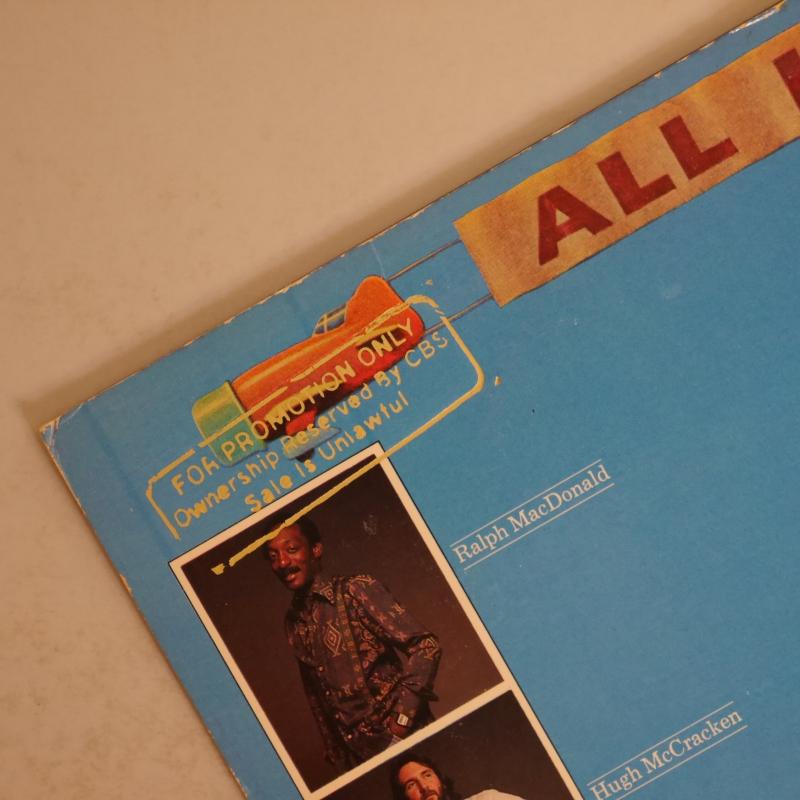 ALL
FOR PROMOTION ONLY
Ownership Reserved By CBS
Sale Is Unlawful
Ralph MacDonald
Hugh McCracken